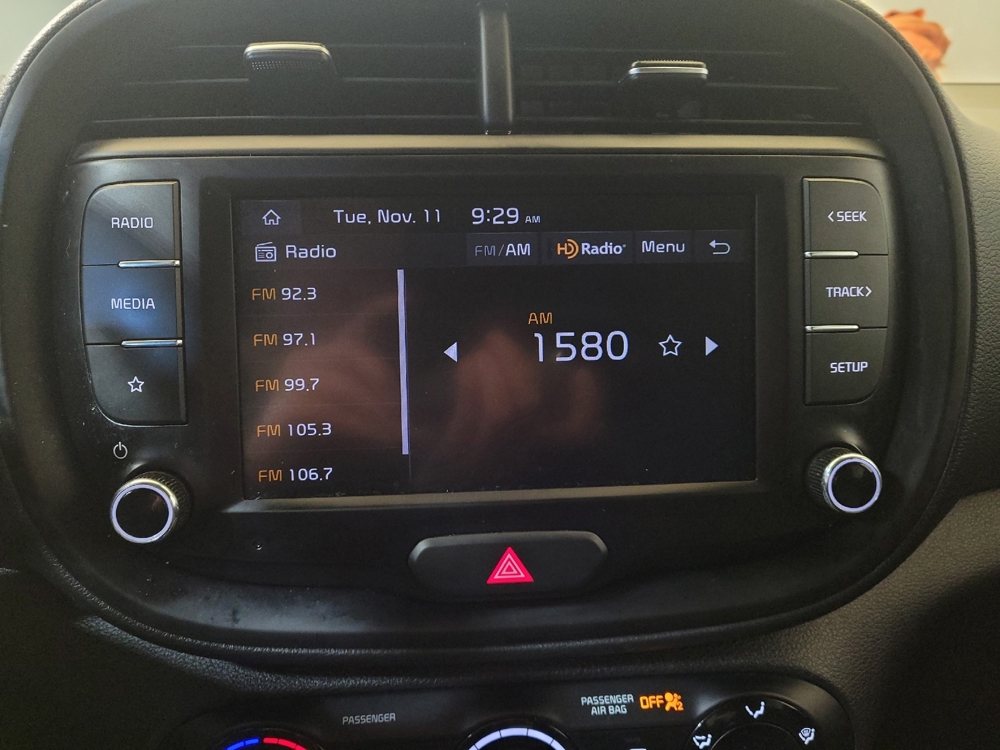 Tue, Nov. 11 9:29 AM
Radio FM/AM HD Radio Menu
RADIO
MEDIA
FM 92.3
FM 97.1
FM 99.7
FM 105.3
FM 106.7
AM
1580
< SEEK
TRACK >
SETUP
PASSENGER
PASSENGER
AIR BAG
OFF
2